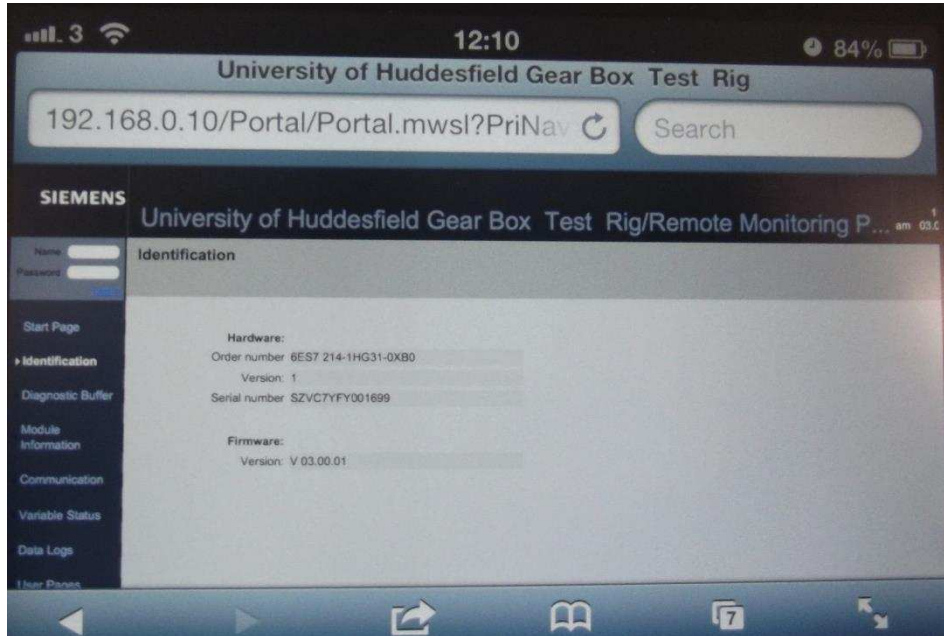 3
12:10
84%
University of Huddesfield Gear Box Test Rig
192.168.0.10/Portal/Portal.mwsl?PriNav
Search
SIEMENS
University of Huddesfield Gear Box Test Rig/Remote Monitoring P... am
Name
Password
Identification
Start Page
Identification
Diagnostic Buffer
Module
Information
Communication
Variable Status
Data Logs
User Pages
Hardware:
Order number 6ES7 214-1HG31-0XB0
Version: 1
Serial number SZVC7YFY001699
Firmware:
Version: V 03.00.01
7